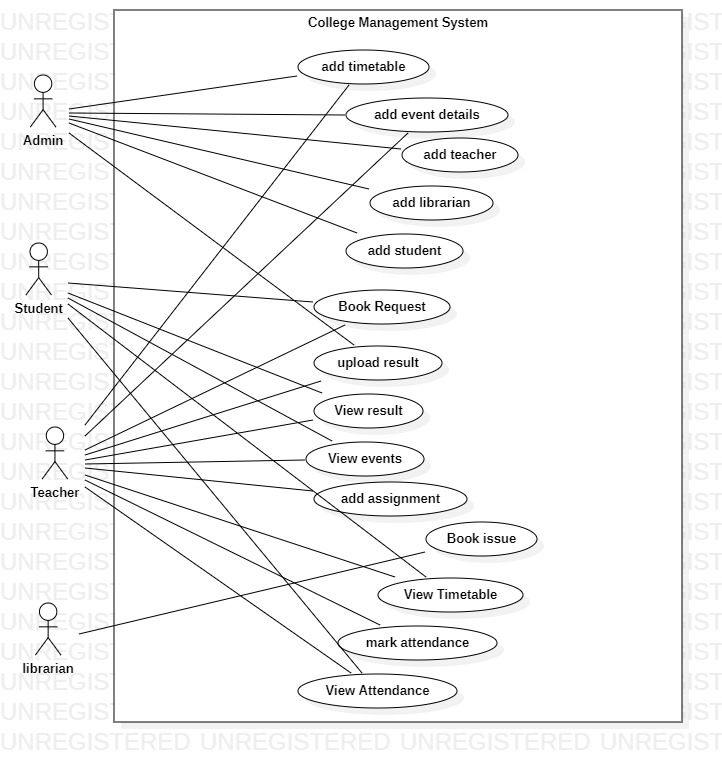 College Management System
add timetable
add event details
Admin
add teacher
add librarian
add student
Student
Book Request
upload result
View result
View events
Teacher
add assignment
Book issue
View Timetable
mark attendance
librarian
View Attendance
UNREGISTERED UNREGISTERED UNREGISTERED UNREGIST